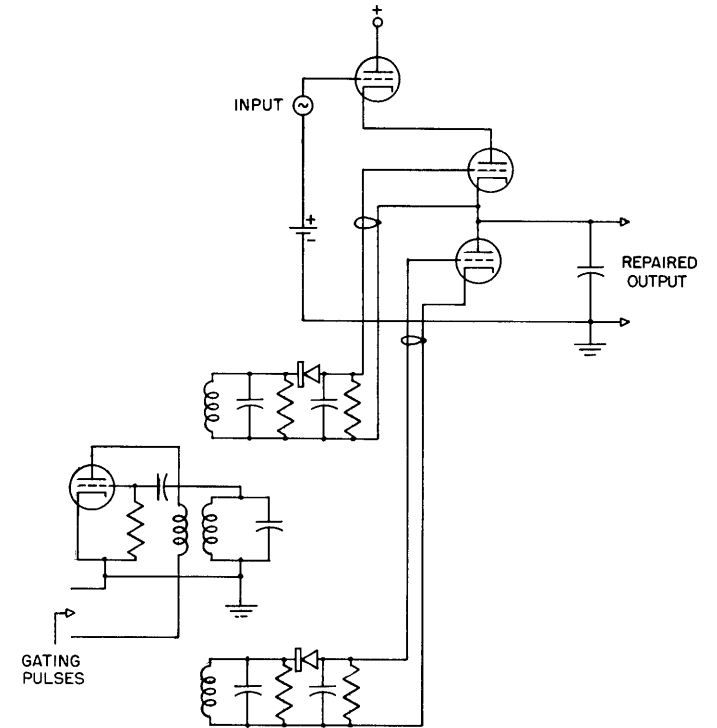 +
INPUT
+
-
REPAIRED
OUTPUT
GATING
PULSES